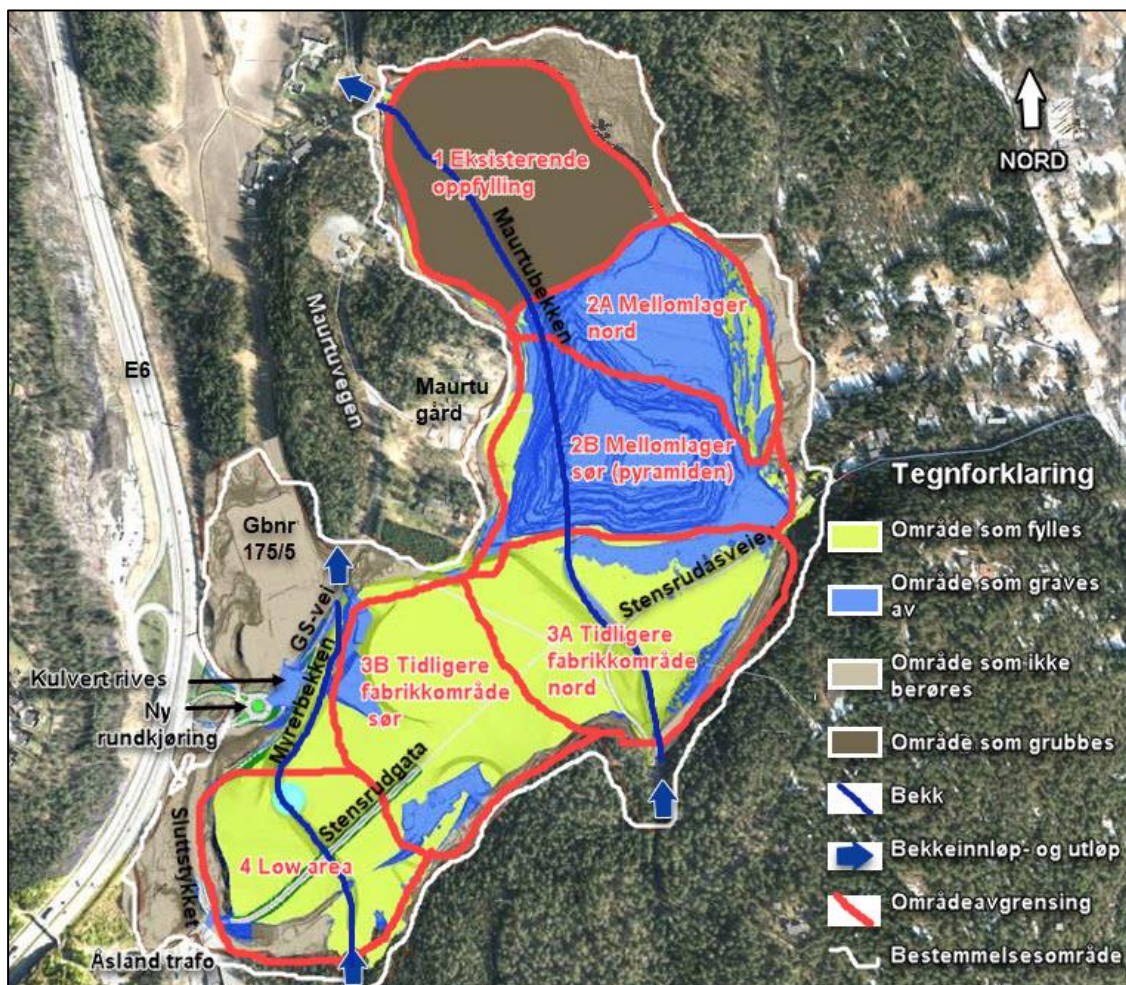 NORD
1 Eksisterende
oppfylling
Maurtubekken
2A Mellomlager
nord
E6
Maurtuvegen
Maurtu
gård
2B Mellomlager
sør (pyramiden)
Gbnr
175/5
GS-vei
Stensrudåsveie
3A Tidligere
fabrikkområde
nord
3B Tidligere
fabrikkområde
sør
Kulvert rives
Ny
rundkjøring
Myrerbekken
Stensrudgata
4 Low area
Sluttstykket
Åsland trafo
Tegnforklaring
Område som fylles
Område som graves
av
Område som ikke
berøres
Område som grubbes
Bekk
Bekkeinnløp- og utløp
Områdeavgrensing
Bestemmelsesområde